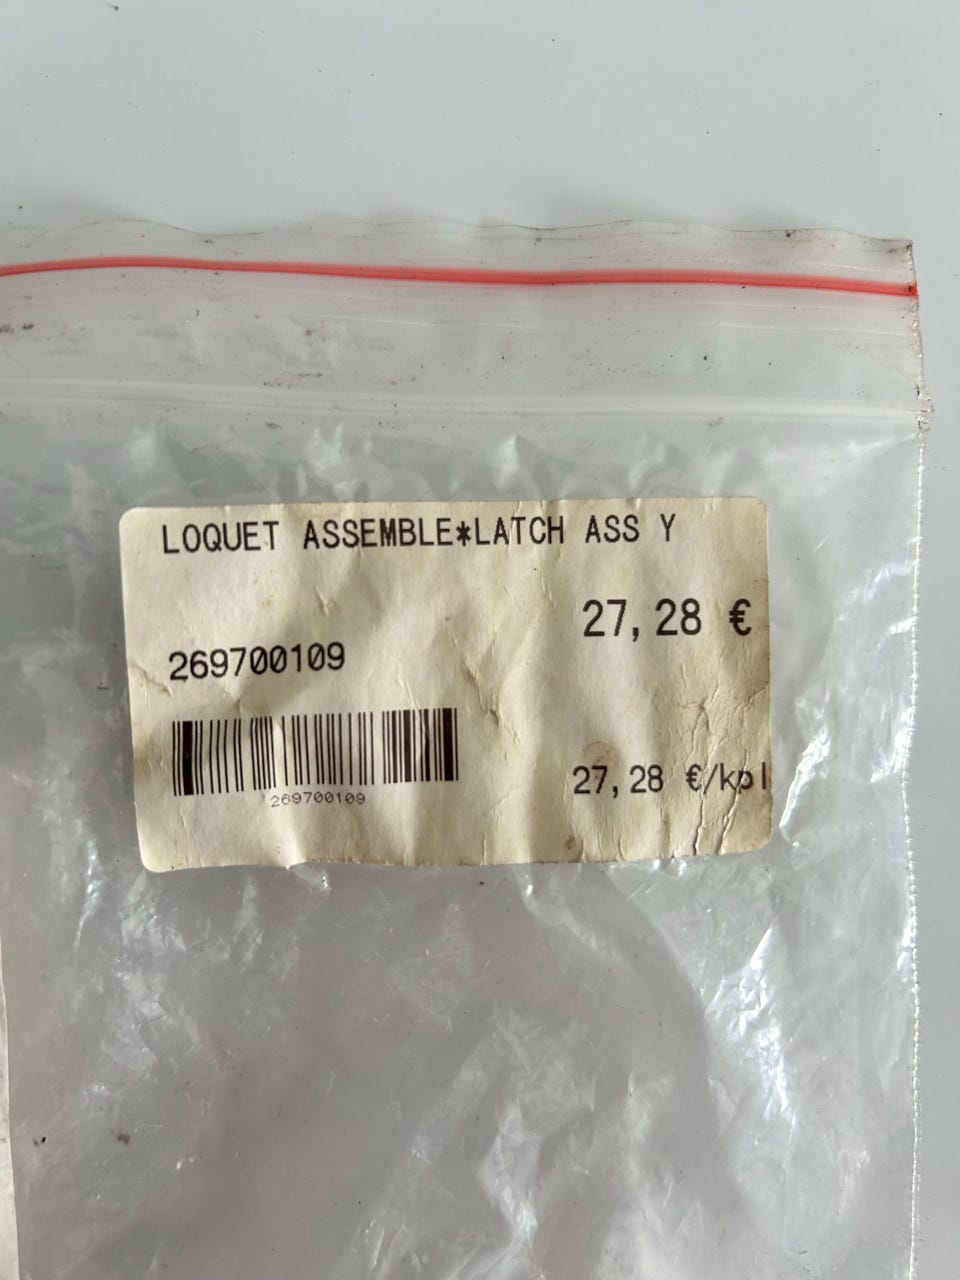 LOQUET ASSEMBLE*LATCH ASS Y
27,28 €
269700109
269700109
27,28 €/kpl